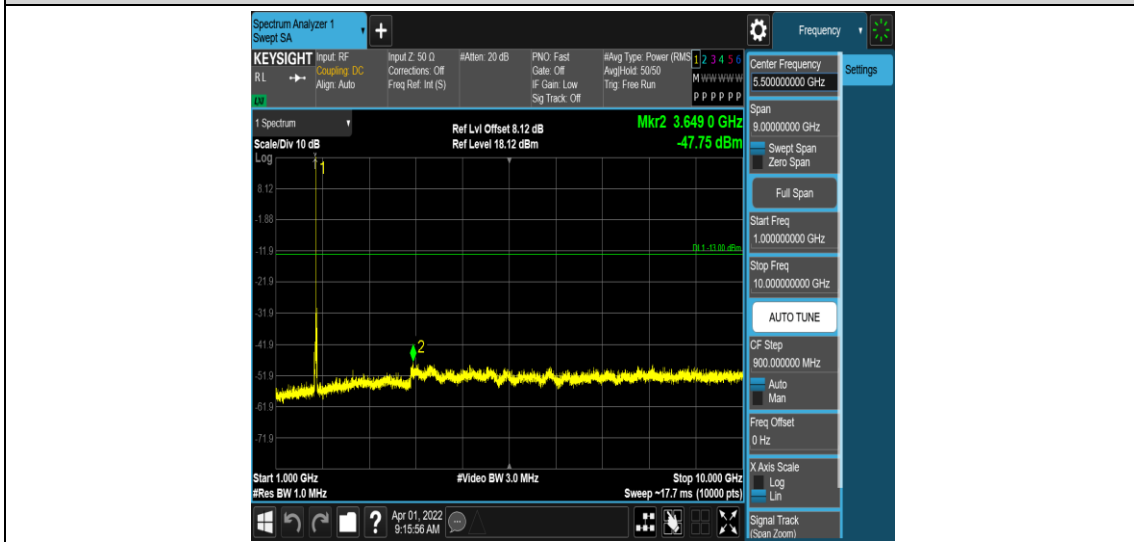 Spectrum Analyzer 1
Swept SA
+
Frequency
KEYSIGHT
RL
Input: RF
Coupling: DC
Align: Auto
Input Z: 50 Ω
Corrections: Off
Freq Ref: Int (S)
#Atten: 20 dB
PNO: Fast
Gate: Off
IF Gain: Low
Sig Track: Off
#Avg Type: Power (RMS
Avg|Hold: 50/50
Trig: Free Run
1 2 3 4 5 6
M W W W W W
P P P P P P
1 Spectrum
Scale/Div 10 dB
Log
Ref Lvl Offset 8.12 dB
Ref Level 18.12 dBm
Mkr2 3.649 0 GHz
-47.75 dBm
1
8.12
-1.88
-11.9
DL1 -13.00 dBm
-21.9
-31.9
-41.9
2
-51.9
-61.9
-71.9
Start 1.000 GHz
#Res BW 1.0 MHz
#Video BW 3.0 MHz
Stop 10.000 GHz
Sweep ~17.7 ms (10000 pts)
Center Frequency
5.500000000 GHz
Settings
Span
9.00000000 GHz
Swept Span
Zero Span
Full Span
Start Freq
1.000000000 GHz
Stop Freq
10.000000000 GHz
AUTO TUNE
CF Step
900.000000 MHz
Auto
Man
Freq Offset
0 Hz
X Axis Scale
Log
Lin
Signal Track
(Span Zoom)
?
Apr 01, 2022
9:15:56 AM